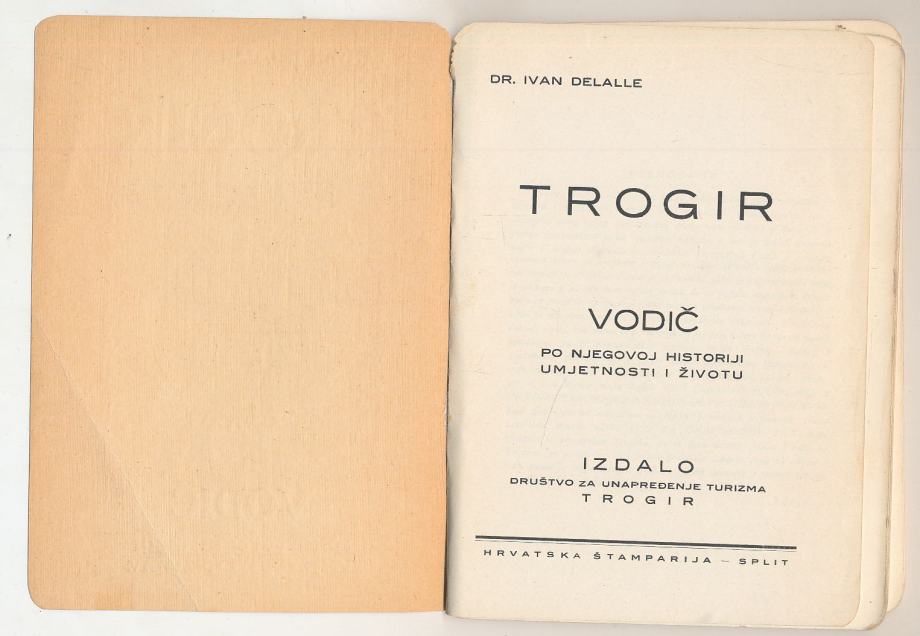 DR. IVAN DELALLE
TROGIR
VODIČ
PO NJEGOVOJ HISTORIJI
UMJETNOSTI I ŽIVOTU
IZDALO
DRUŠTVO ZA UNAPREĐENJE TURIZMA
TROGIR
HRVATSKA ŠTAMPARIJA — SPLIT